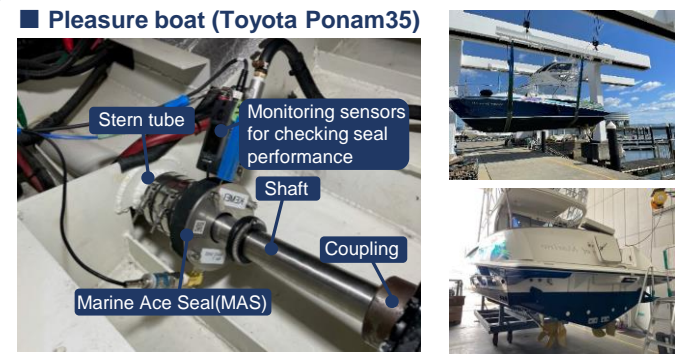 ■ Pleasure boat (Toyota Ponam35)
Stern tube
Monitoring sensors
for checking seal
performance
Shaft
Coupling
Marine Ace Seal(MAS)